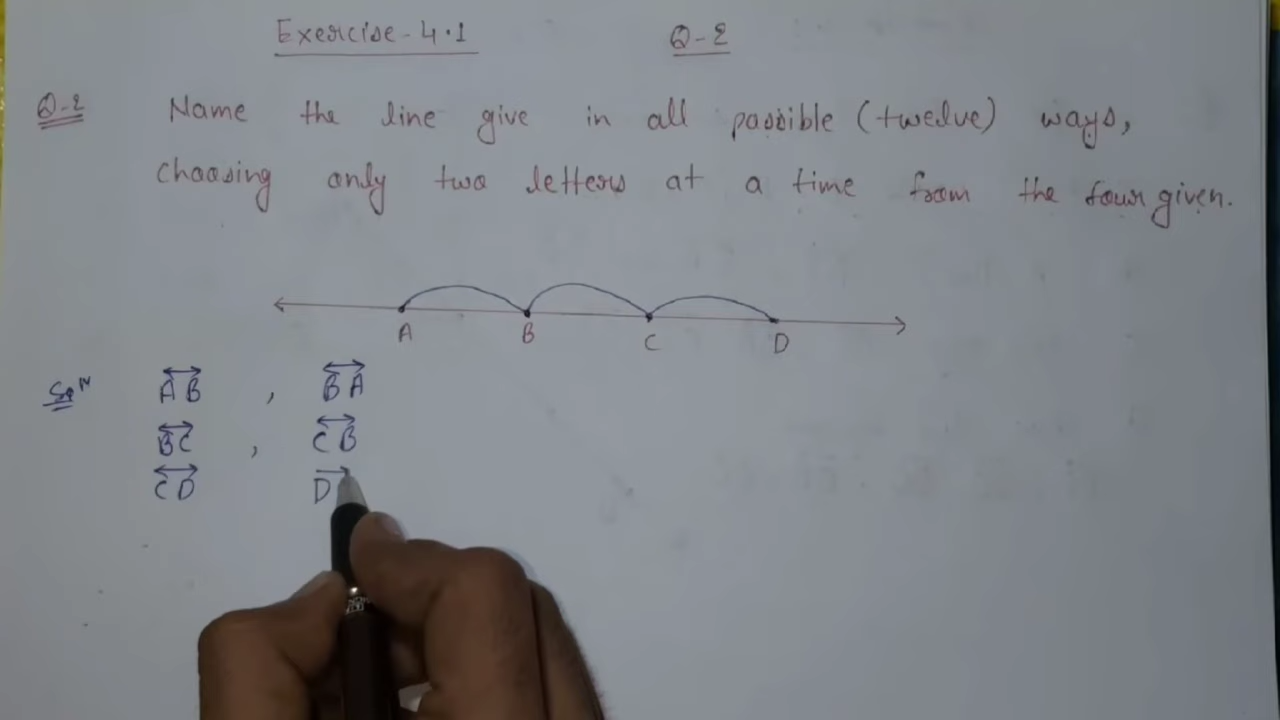 Exercise-4.1 Q-2
Q-2 Name the line give in all possible (twelve) ways,
choosing only two letters at a time from the four given.
A B C D
Solⁿ AB , BA
BC , CB
CD D